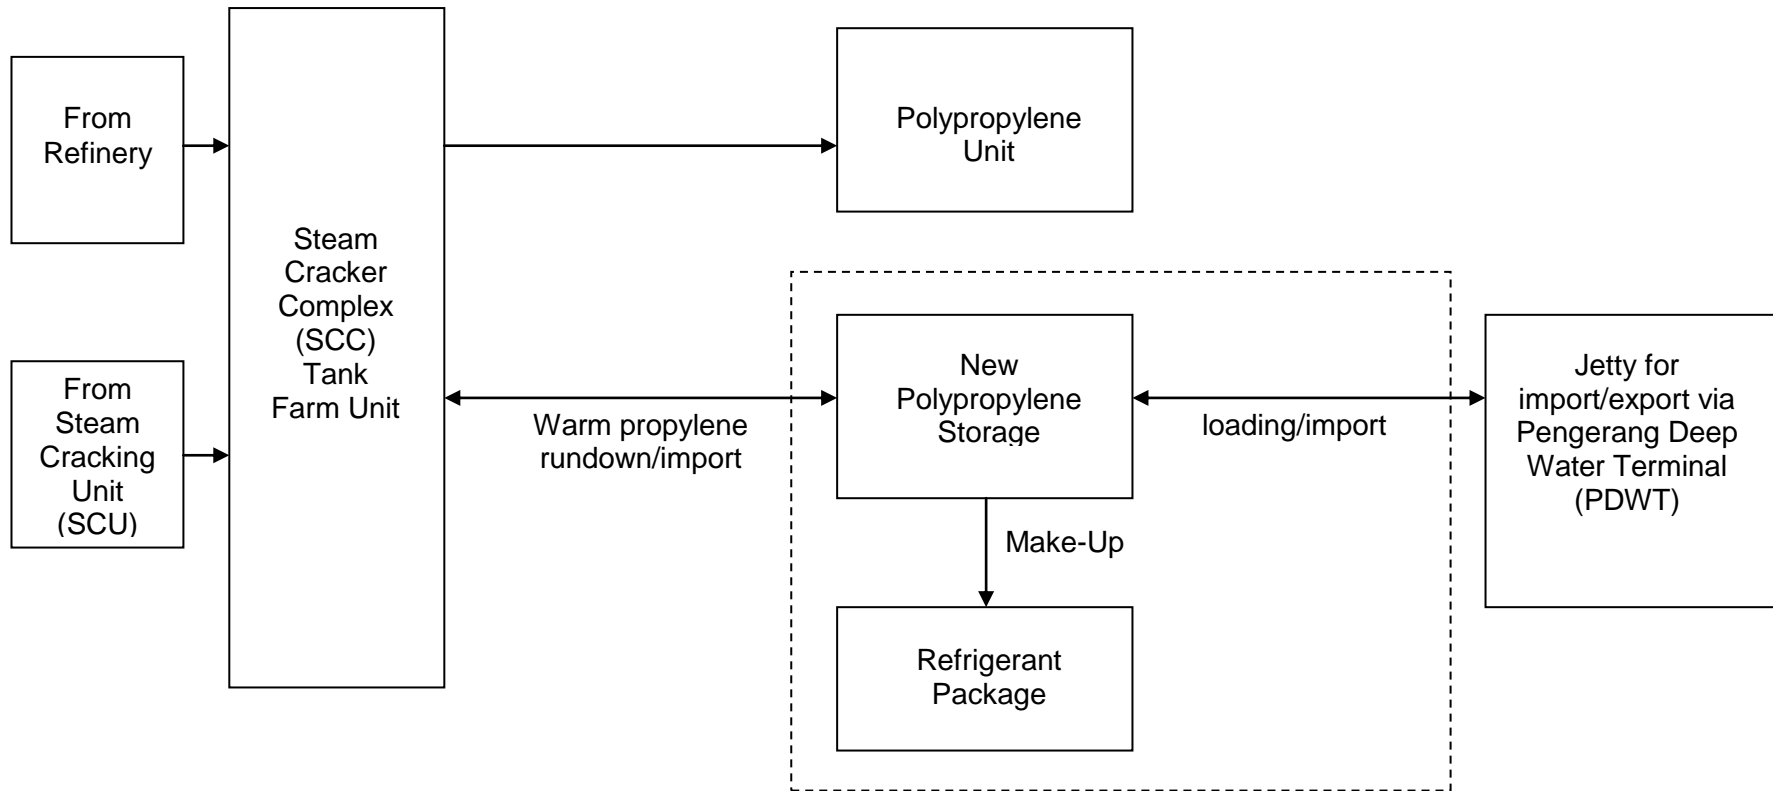 From
Refinery
Steam
Cracker
Complex
(SCC)
Tank
Farm Unit
Polypropylene
Unit
From
Steam
Cracking
Unit
(SCU)
Warm propylene
rundown/import
New
Polypropylene
Storage
loading/import
Jetty for
import/export via
Pengerang Deep
Water Terminal
(PDWT)
Make-Up
Refrigerant
Package